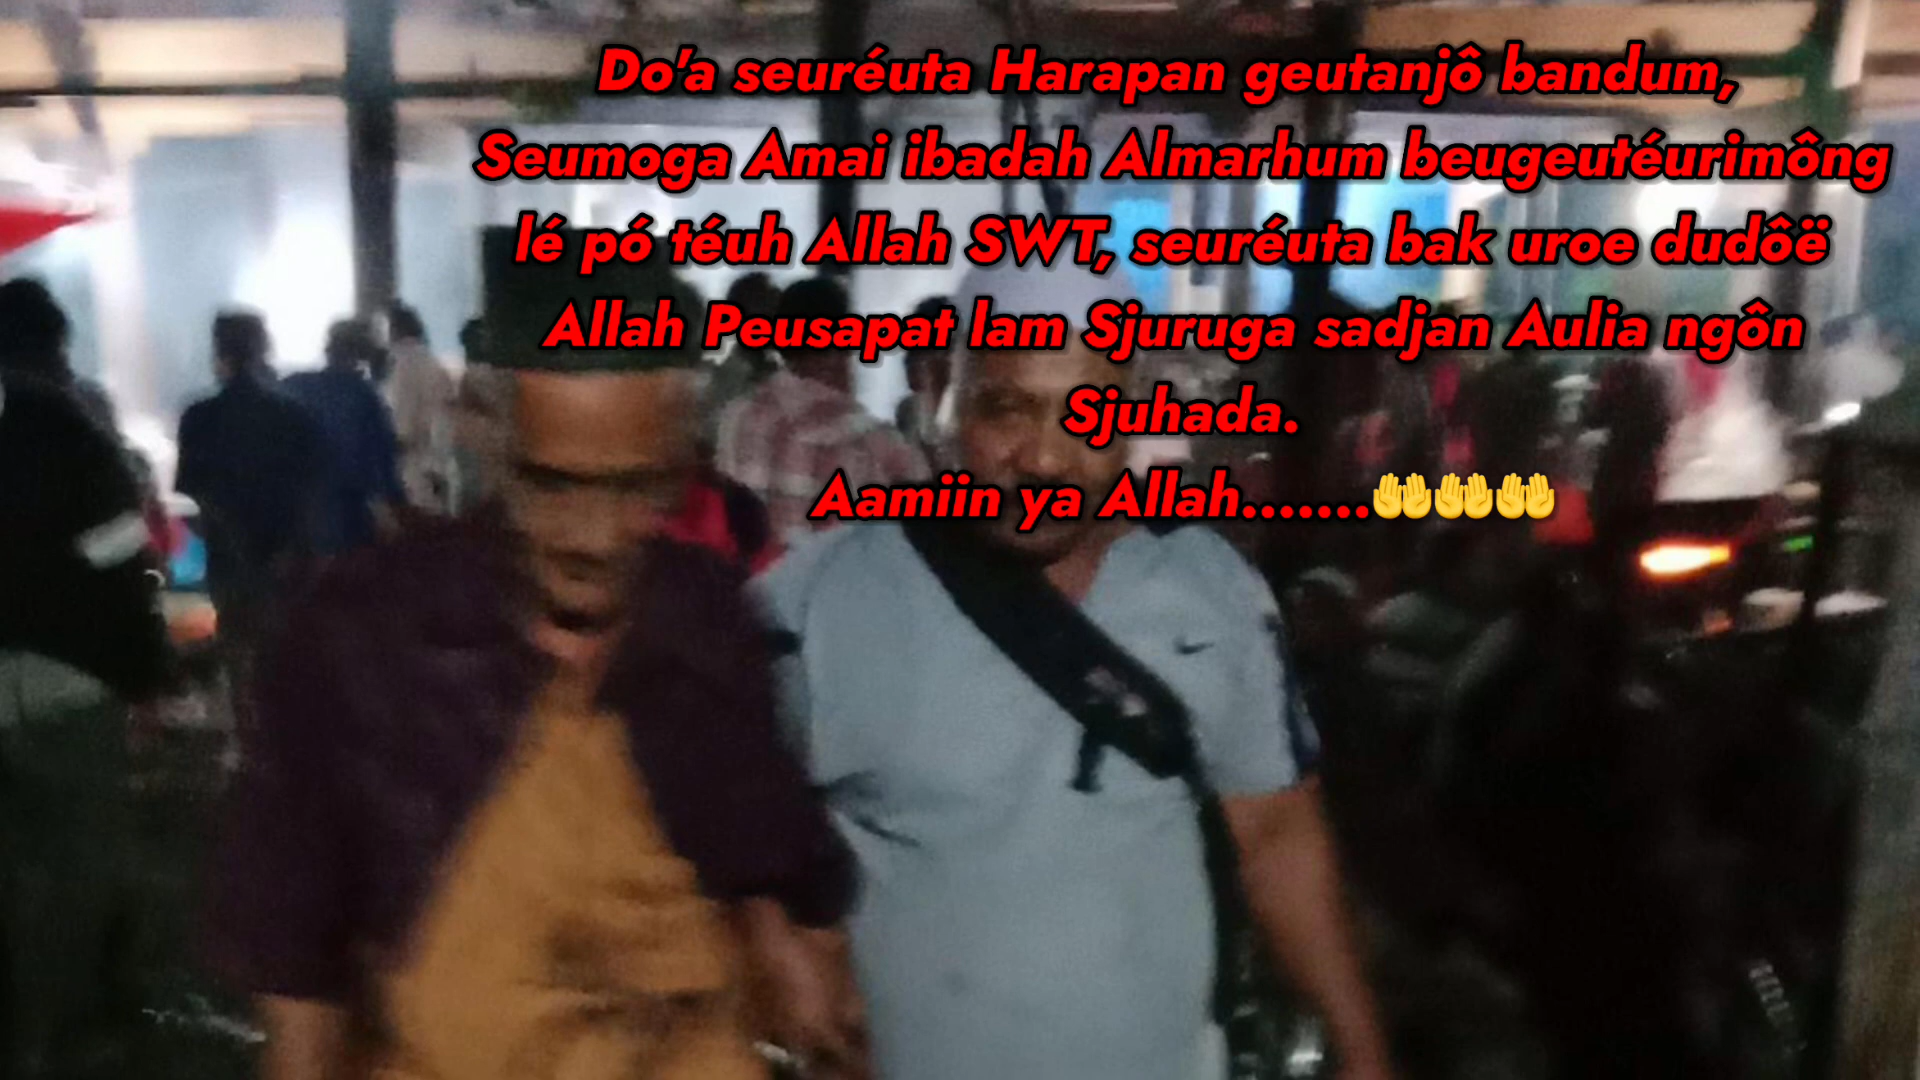 Do'a seuréuta Harapan geutanjô bandum,
Seumoga Amai ibadah Almarhum beugeutéurimông
lé pó téuh Allah SWT, seuréuta bak uroe dudôë
Allah Peusapat lam Sjuruga sadjan Aulia ngôn
Sjuhada.
Aamiin ya Allah.......🤲🤲🤲